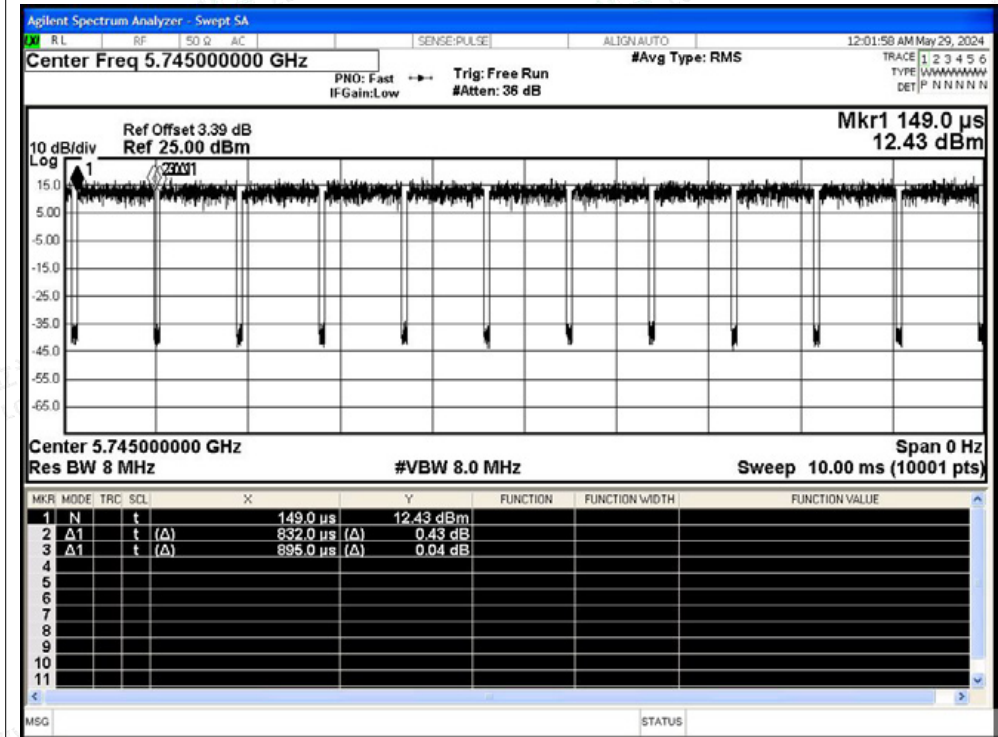 Agilent Spectrum Analyzer - Swept SA
RL RF 50 Ω AC SENSE:PULSE ALIGN AUTO 12:01:58 AM May 29, 2024
Center Freq 5.745000000 GHz #Avg Type: RMS TRACE 1 2 3 4 5 6
PNO: Fast Trig: Free Run TYPE WWWWWW
IFGain:Low #Atten: 36 dB DET P N N N N N
Mkr1 149.0 µs
Ref Offset 3.39 dB
10 dB/div Ref 25.00 dBm 12.43 dBm
Log
1
15.0
5.00
-5.00
-15.0
-25.0
-35.0
-45.0
-55.0
-65.0
Center 5.745000000 GHz Span 0 Hz
Res BW 8 MHz #VBW 8.0 MHz Sweep 10.00 ms (10001 pts)
MKR MODE TRC SCL X Y FUNCTION FUNCTION WIDTH FUNCTION VALUE
1 N t 149.0 µs 12.43 dBm
2 Δ1 t (Δ) 832.0 µs (Δ) 0.43 dB
3 Δ1 t (Δ) 895.0 µs (Δ) 0.04 dB
4
5
6
7
8
9
10
11
MSG STATUS